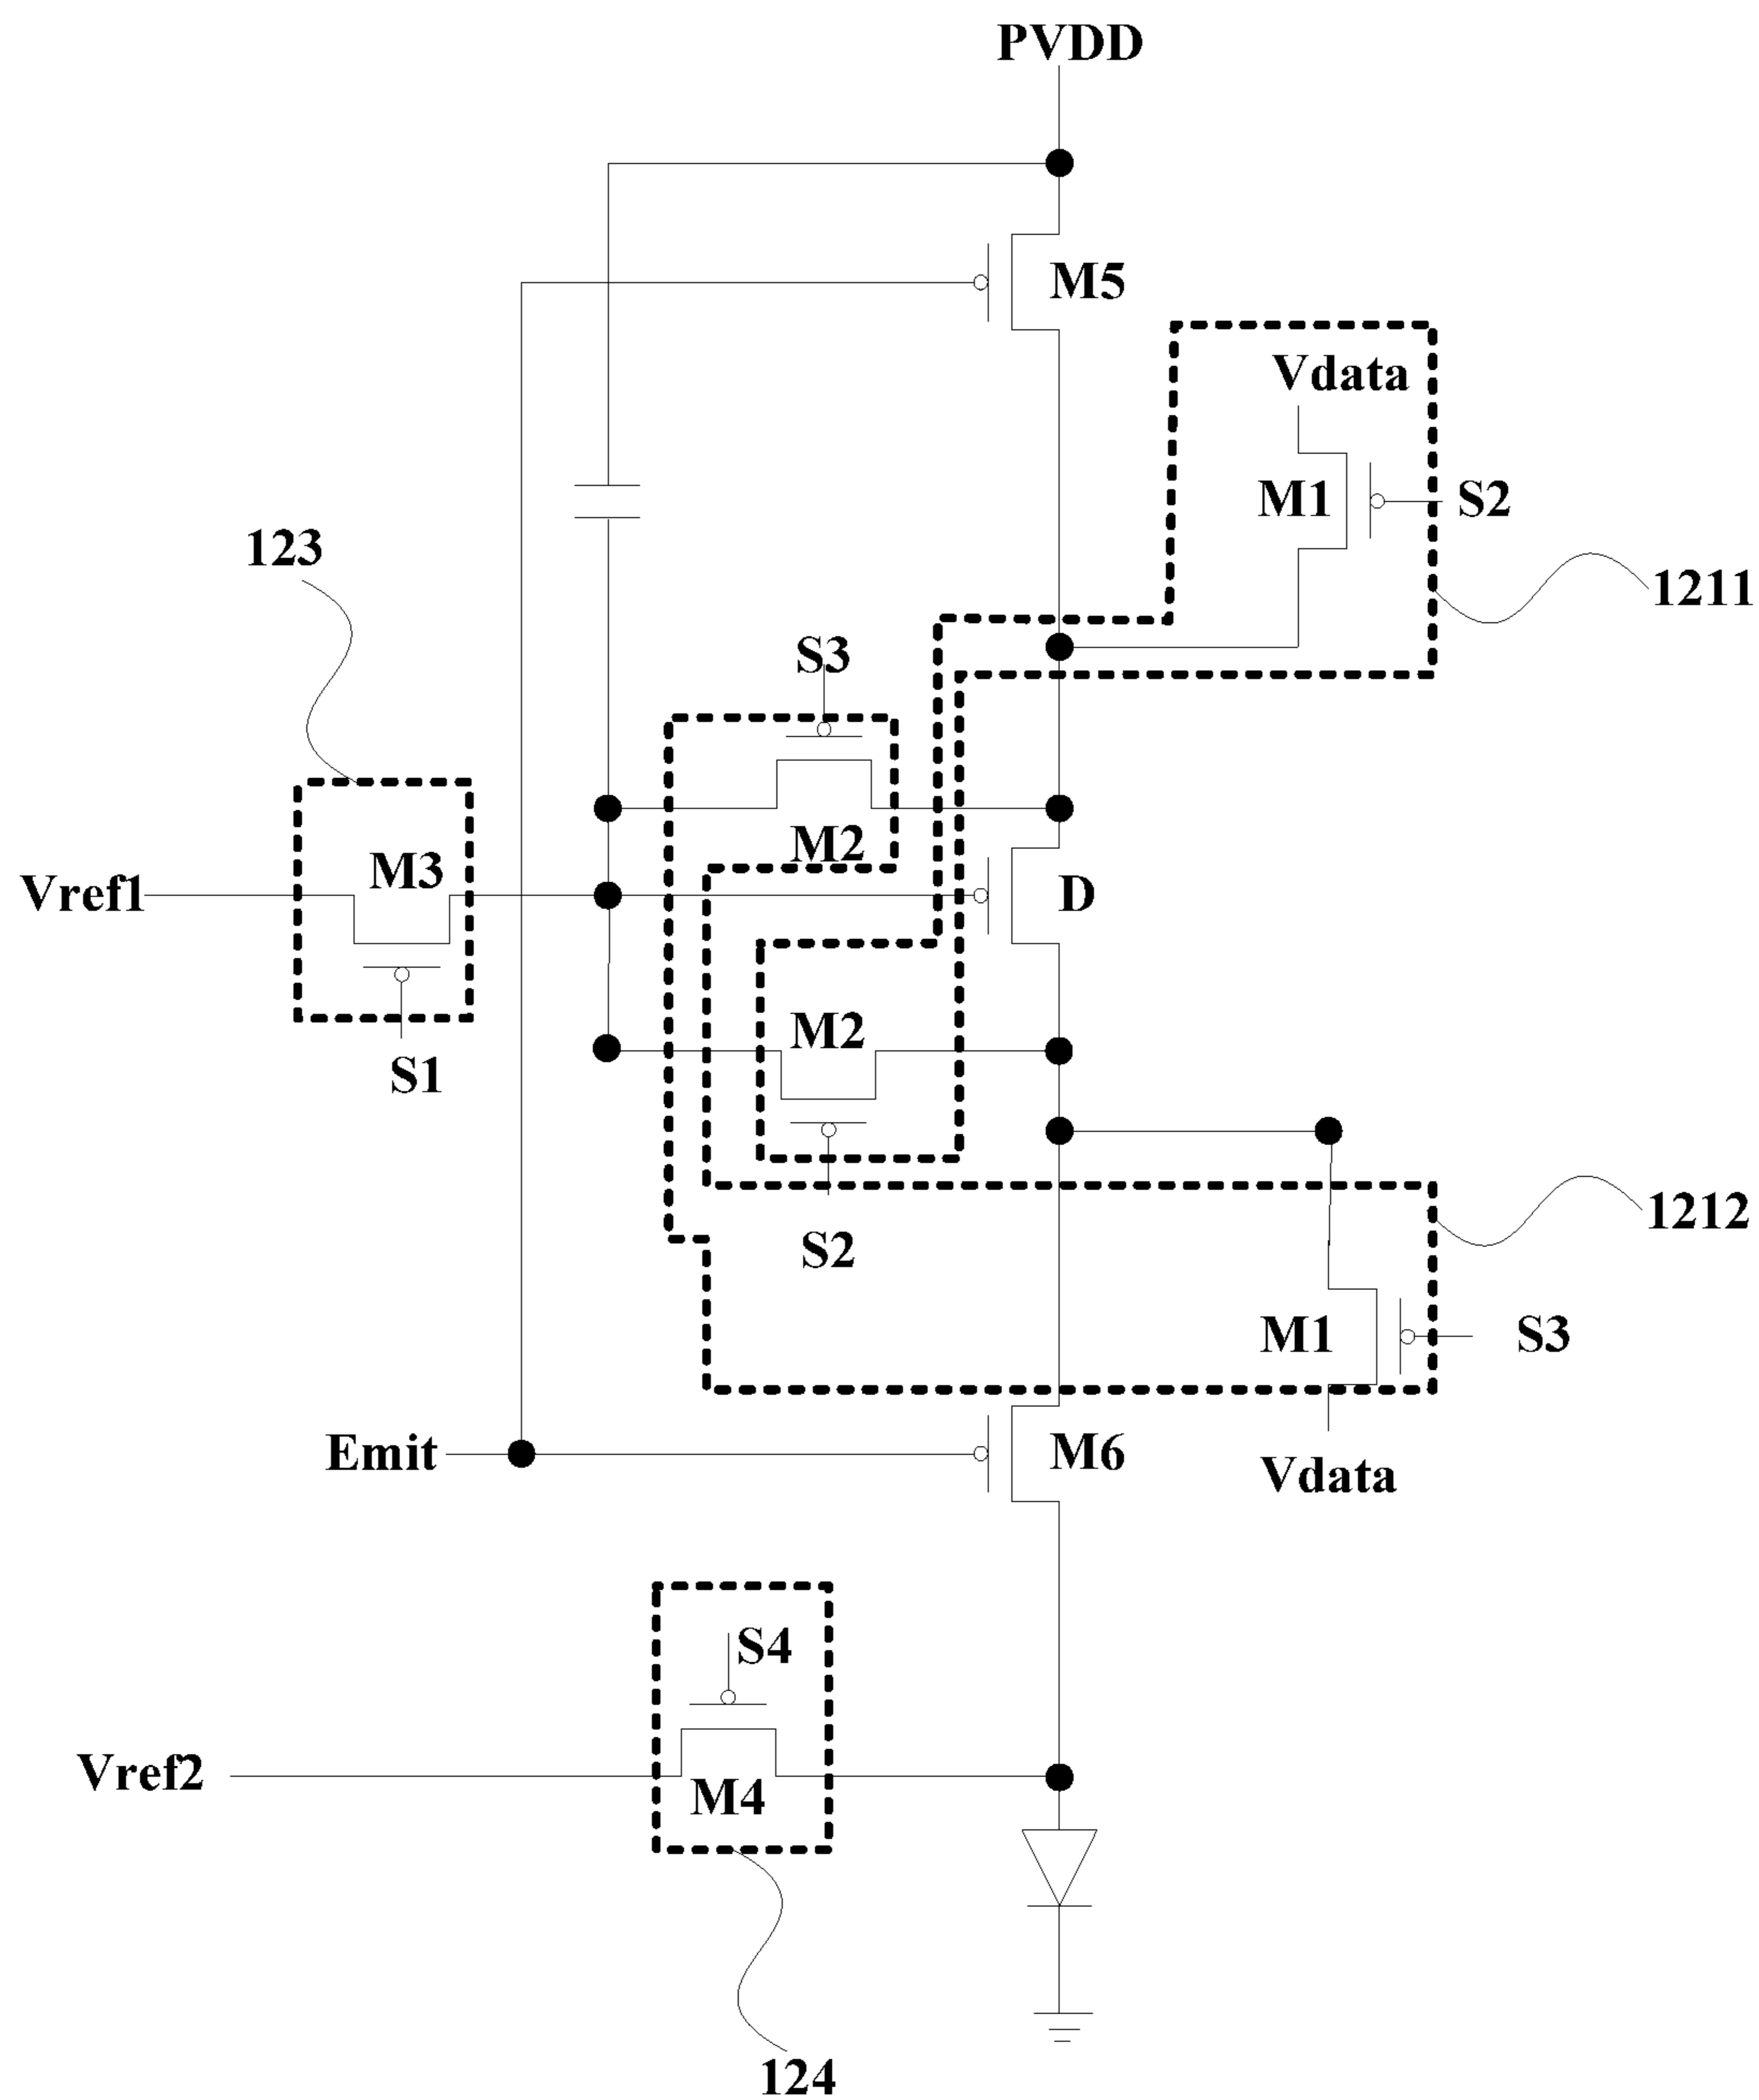 PVDD
M5
Vdata
M1
S2
123
1211
S3
M2
M3
Vref1
D
M2
S1
1212
S2
M1
S3
Emit
M6
Vdata
S4
Vref2
M4
124